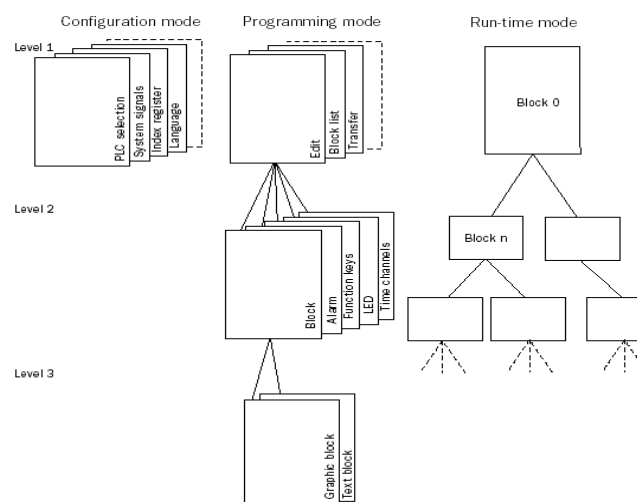 Configuration mode
Programming mode
Run-time mode
Level 1
PLC selection
System signals
Index register
Language
Edit
Block list
Transfer
Block 0
Level 2
Block
Alarm
Function keys
LED
Time channels
Block n
Level 3
Graphic block
Text block